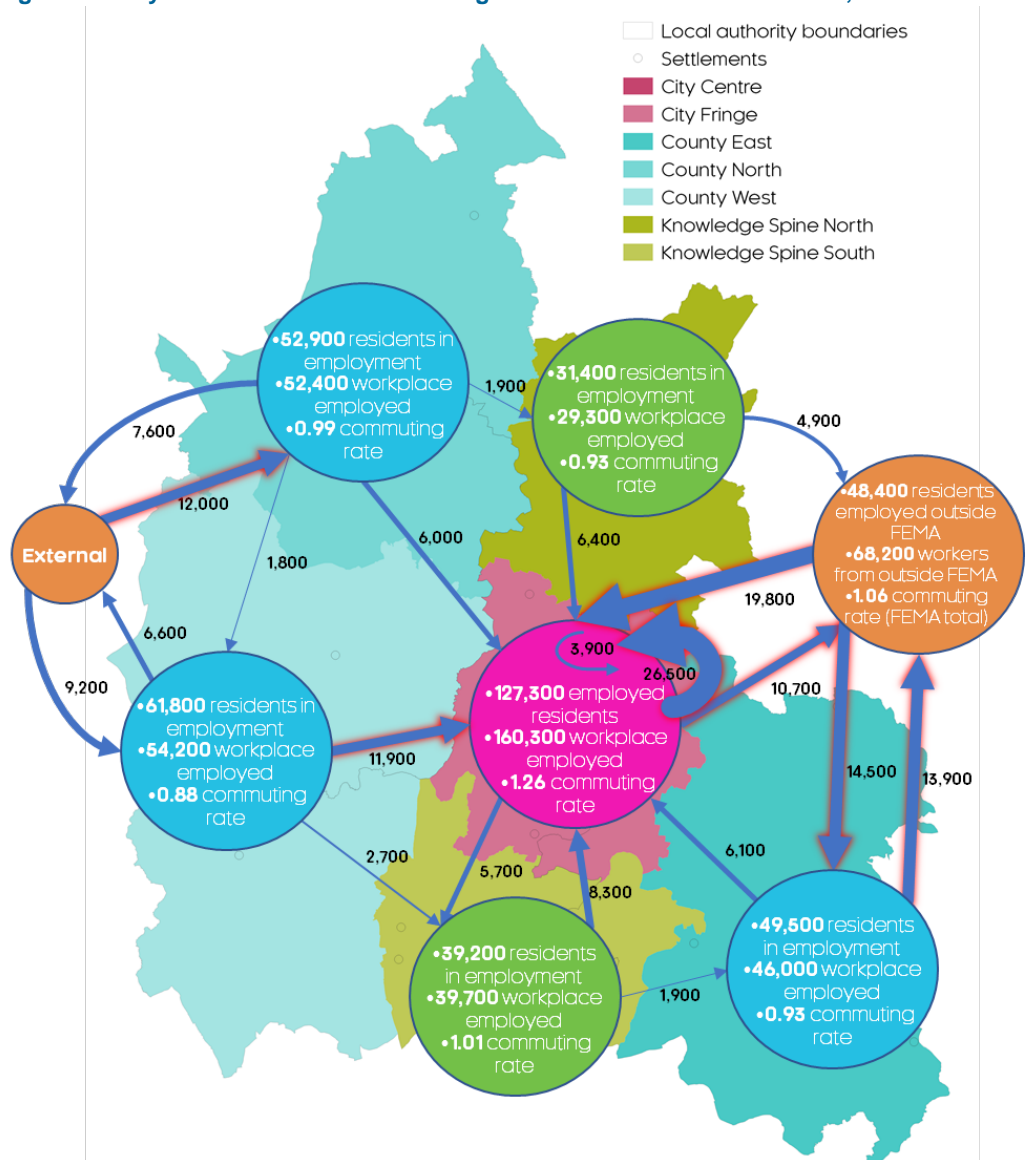 Local authority boundaries
Settlements
City Centre
City Fringe
County East
County North
County West
Knowledge Spine North
Knowledge Spine South
•52,900 residents in
employment
•52,400 workplace
employed
•0.99 commuting
rate
1,900
•31,400 residents in
employment
•29,300 workplace
employed
•0.93 commuting
rate
4,900
7,600
12,000
External
1,800
6,000
6,400
•48,400 residents
employed outside
FEMA
•68,200 workers
from outside FEMA
•1.06 commuting
rate (FEMA total)
19,800
6,600
9,200
3,900
26,500
10,700
•61,800 residents in
employment
•54,200 workplace
employed
•0.88 commuting
rate
11,900
•127,300 employed
residents
•160,300 workplace
employed
•1.26 commuting
rate
14,500
13,900
2,700
5,700
8,300
6,100
•39,200 residents
in employment
•39,700 workplace
employed
•1.01 commuting
rate
1,900
•49,500 residents
in employment
•46,000 workplace
employed
•0.93 commuting
rate